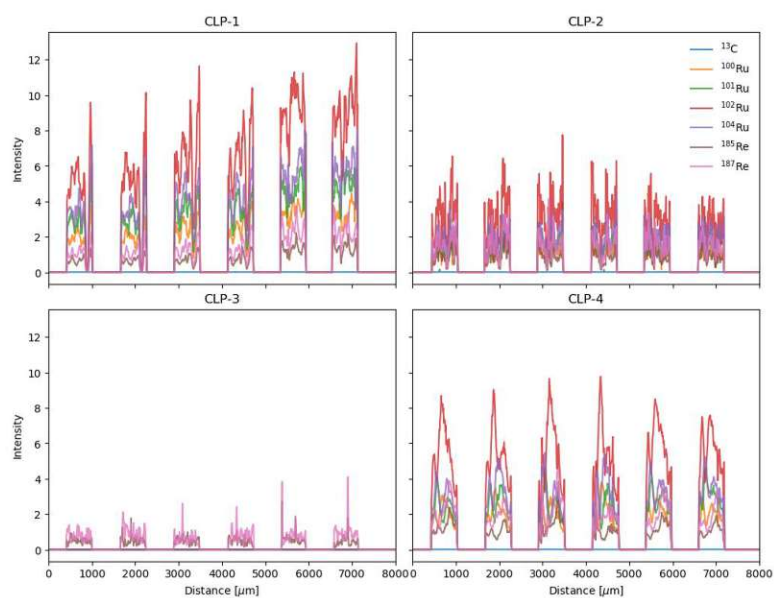 CLP-1
CLP-2
12
10
8
6
4
2
0
Intensity
¹³C
¹⁰⁰Ru
¹⁰¹Ru
¹⁰²Ru
¹⁰⁴Ru
¹⁸⁵Re
¹⁸⁷Re
CLP-3
CLP-4
12
10
8
6
4
2
0
Intensity
0 1000 2000 3000 4000 5000 6000 7000 8000
0 1000 2000 3000 4000 5000 6000 7000 8000
Distance [μm]
Distance [μm]